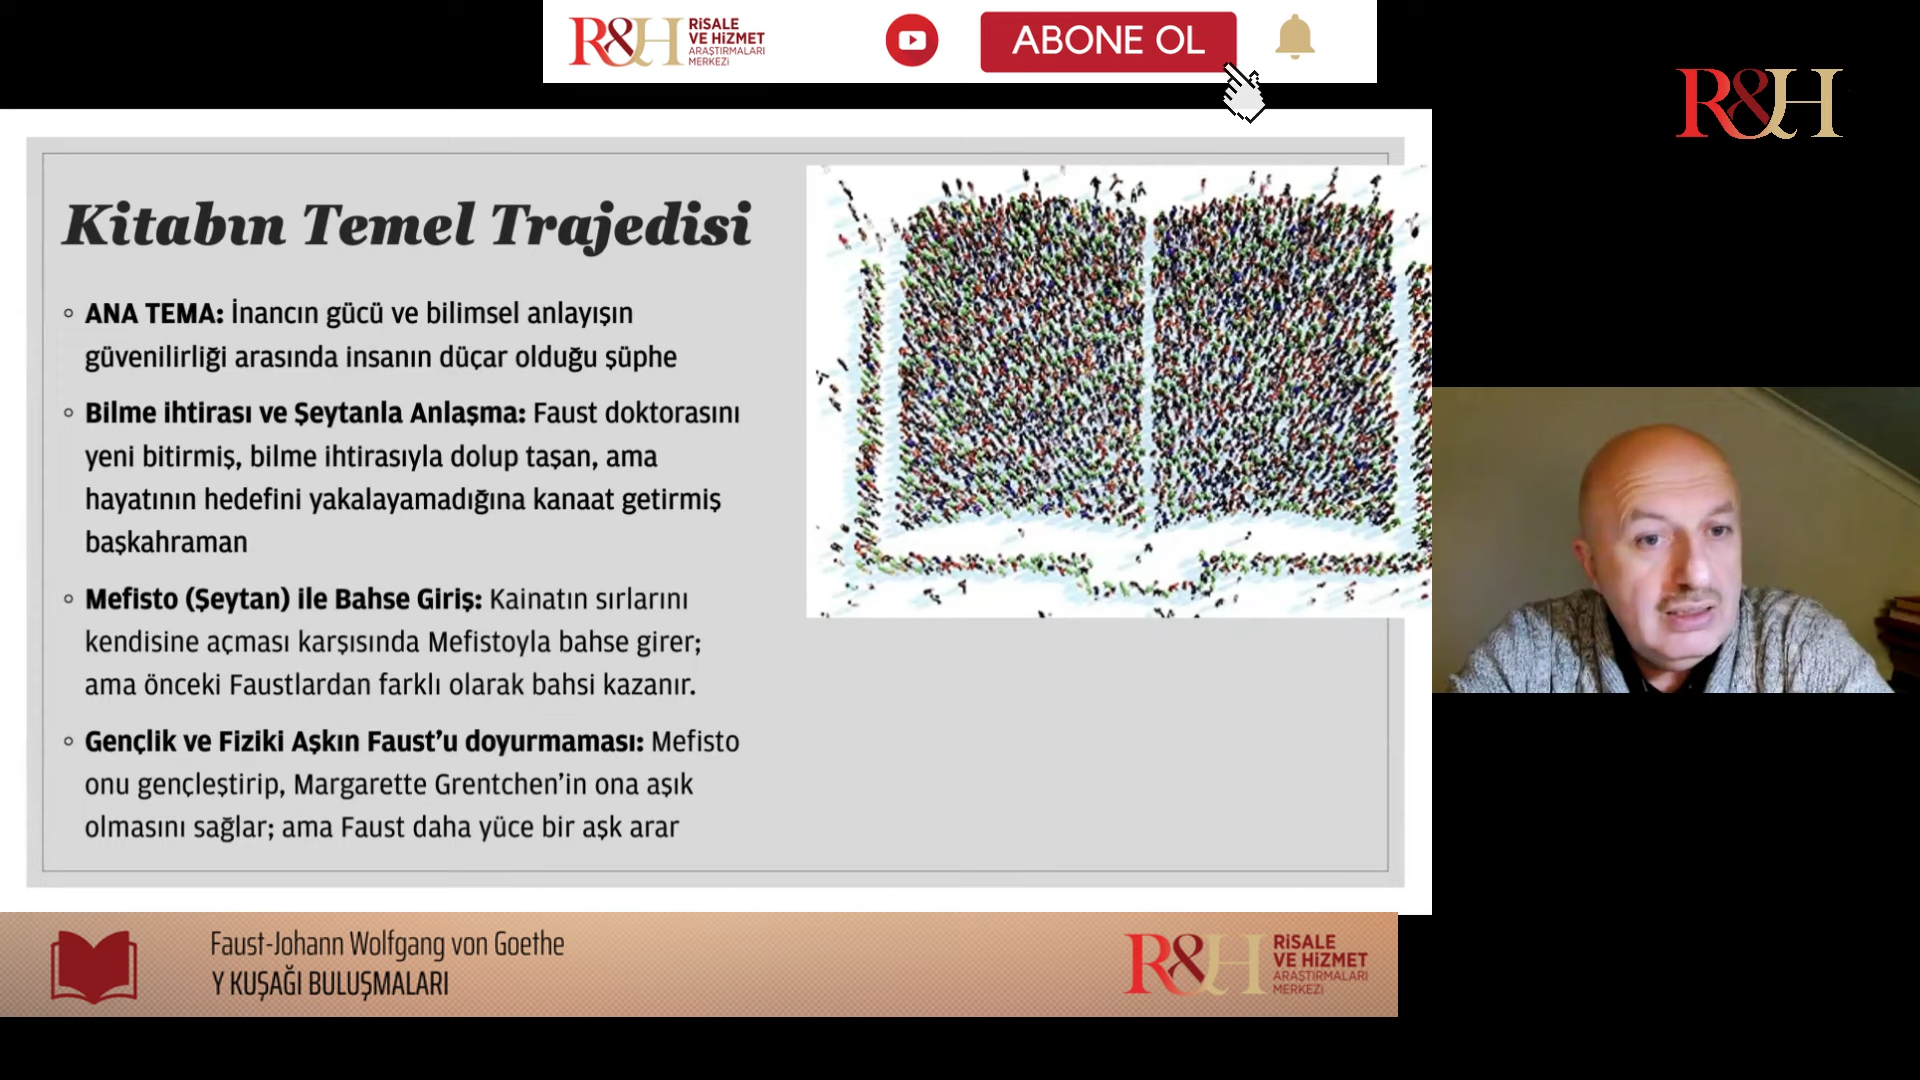 R&H RİSALE
VE HİZMET
ARAŞTIRMALARI
MERKEZİ
ABONE OL
R&H
Kitabın Temel Trajedisi
ANA TEMA: İnancın gücü ve bilimsel anlayışın
güvenilirliği arasında insanın düçar olduğu şüphe
Bilme ihtirası ve Şeytanla Anlaşma: Faust doktorasını
yeni bitirmiş, bilme ihtirasıyla dolup taşan, ama
hayatının hedefini yakalayamadığına kanaat getirmiş
başkahraman
Mefisto (Şeytan) ile Bahse Giriş: Kainatın sırlarını
kendisine açması karşısında Mefistoyla bahse girer;
ama önceki Faustlardan farklı olarak bahsi kazanır.
Gençlik ve Fiziki Aşkın Faust’u doyurmaması: Mefisto
onu gençleştirip, Margarette Grentchen’in ona aşık
olmasını sağlar; ama Faust daha yüce bir aşk arar
Faust-Johann Wolfgang von Goethe
Y KUŞAĞI BULUŞMALARI
R&H RİSALE
VE HİZMET
ARAŞTIRMALARI
MERKEZİ